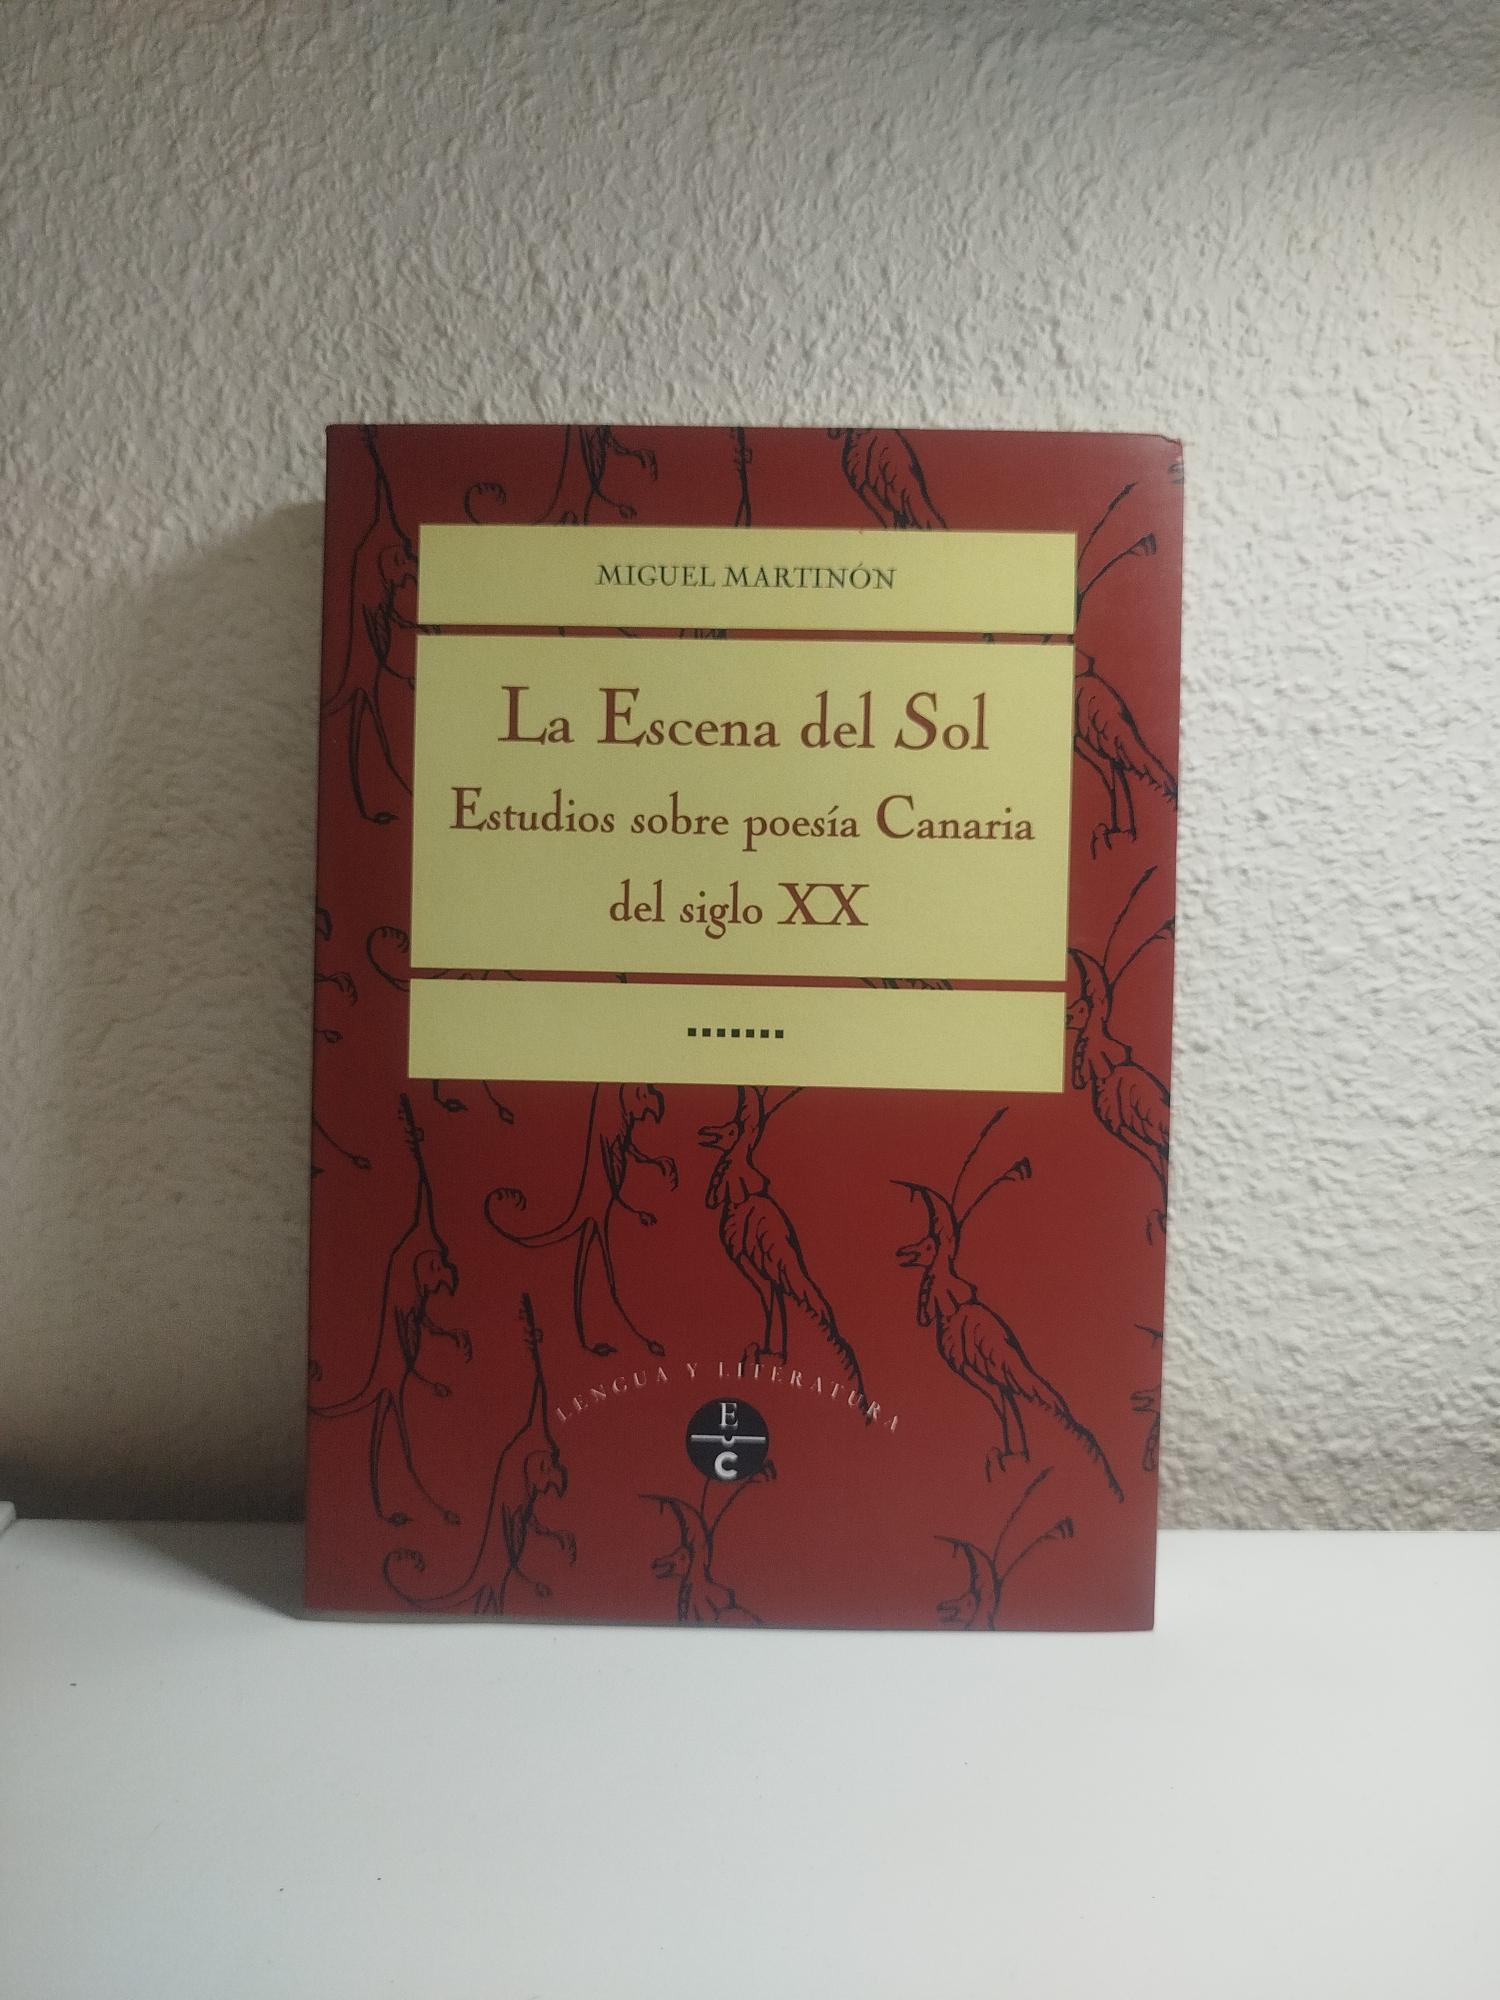 MIGUEL MARTINÓN
La Escena del Sol
Estudios sobre poesía Canaria
del siglo XX
LENGUA Y LITERATURA
E
C